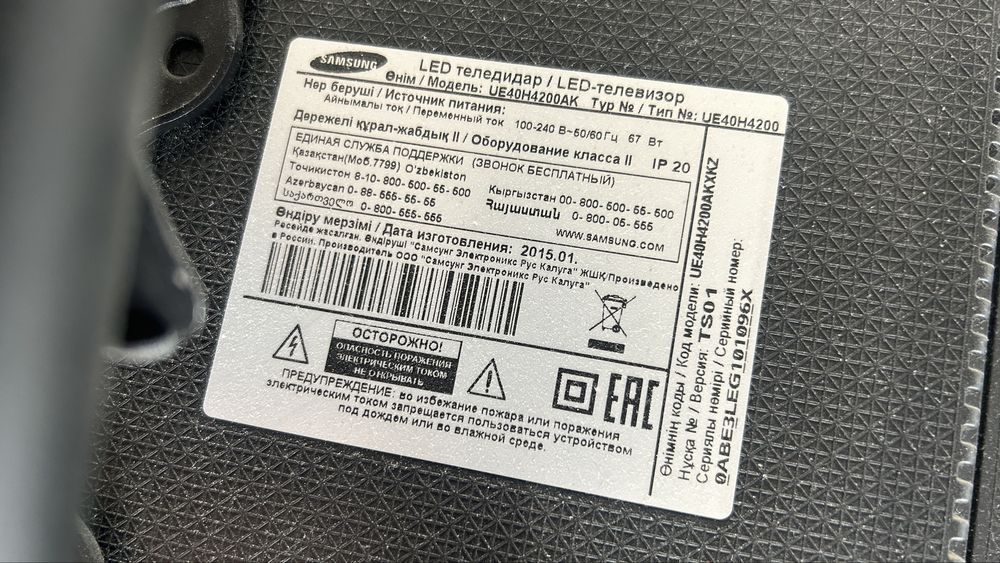 SAMSUNG
LED теледидар / LED-телевизор
Өнім / Модель: UE40H4200AK Түр № / Тип №: UE40H4200
Нәр беруші / Источник питания:
Айнымалы ток / Переменный ток 100-240 В~60/60Гц 67 Вт
Дәрежелі құрал-жабдық II / Оборудование класса II IP 20
ЕДИНАЯ СЛУЖБА ПОДДЕРЖКИ (ЗВОНОК БЕСПЛАТНЫЙ)
Қазақстан(Моб.7799) O'zbekiston
Тоҷикистон 8-10-800-500-55-500
Кыргызстан 00-800-500-55-500
Azerbaycan 0-88-555-55-55
Հայաստան 0-800-05-555
საქართველო 0-800-555-555
WWW.SAMSUNG.COM
Өндіру мерзімі / Дата изготовления: 2015.01.
Ресейде жасалған. Өндіруші "Самсунг Электроникс Рус Калуга" ЖШҚ/Произведено
в России. Производитель ООО "Самсунг Электроникс Рус Калуга"
ОСТОРОЖНО!
ОПАСНОСТЬ ПОРАЖЕНИЯ
ЭЛЕКТРИЧЕСКИМ ТОКОМ
НЕ ОТКРЫВАТЬ
EAC
ПРЕДУПРЕЖДЕНИЕ: во избежание пожара или поражения
электрическим током запрещается пользоваться устройством
под дождем или во влажной среде.
Өнімнің коды / Код модели: UE40H4200AKXKZ
Нұсқа № / Версия: TS01
Сериялы нөмірі / Серийный номер:
0ABE3LEG101096X